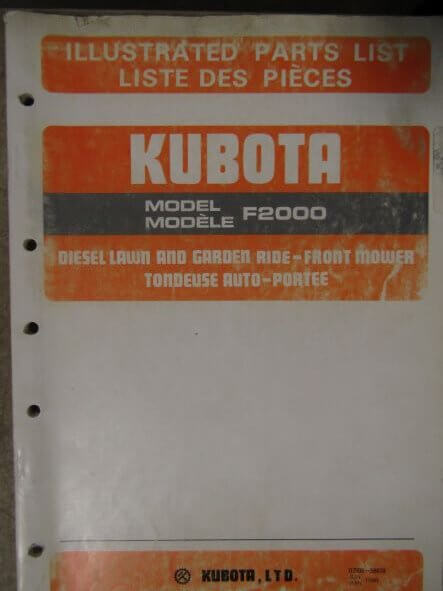 ILLUSTRATED PARTS LIST
LISTE DES PIÈCES
KUBOTA
MODEL
MODÈLE F2000
DIESEL LAWN AND GARDEN RIDE-FRONT MOWER
TONDEUSE AUTO-PORTEE
KUBOTA, LTD.